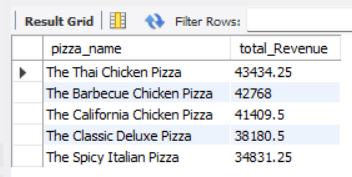 Result Grid Filter Rows:
pizza_name total_Revenue
The Thai Chicken Pizza 43434.25
The Barbecue Chicken Pizza 42768
The California Chicken Pizza 41409.5
The Classic Deluxe Pizza 38180.5
The Spicy Italian Pizza 34831.25